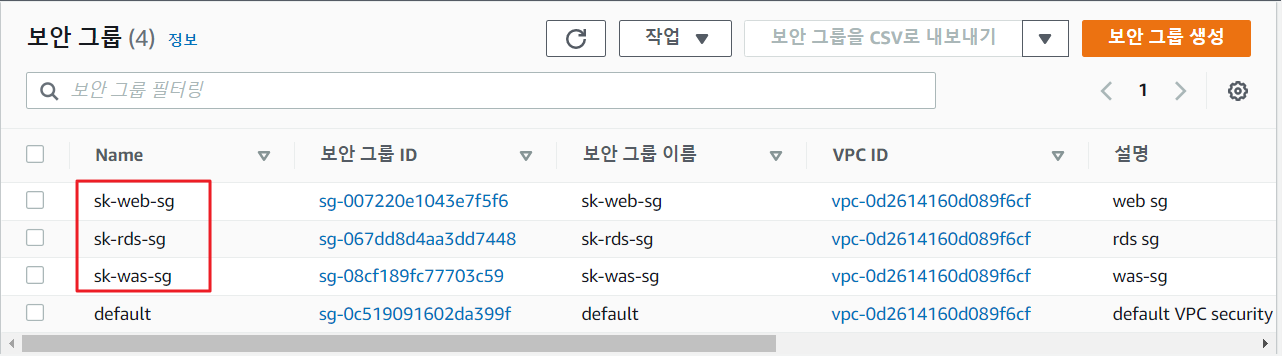 보안 그룹 (4) 정보 작업 보안 그룹을 CSV로 내보내기 보안 그룹 생성
보안 그룹 필터링 1
Name 보안 그룹 ID 보안 그룹 이름 VPC ID 설명
sk-web-sg sg-007220e1043e7f5f6 sk-web-sg vpc-0d2614160d089f6cf web sg
sk-rds-sg sg-067dd8d4aa3dd7448 sk-rds-sg vpc-0d2614160d089f6cf rds sg
sk-was-sg sg-08cf189fc77703c59 sk-was-sg vpc-0d2614160d089f6cf was-sg
default sg-0c519091602da399f default vpc-0d2614160d089f6cf default VPC security